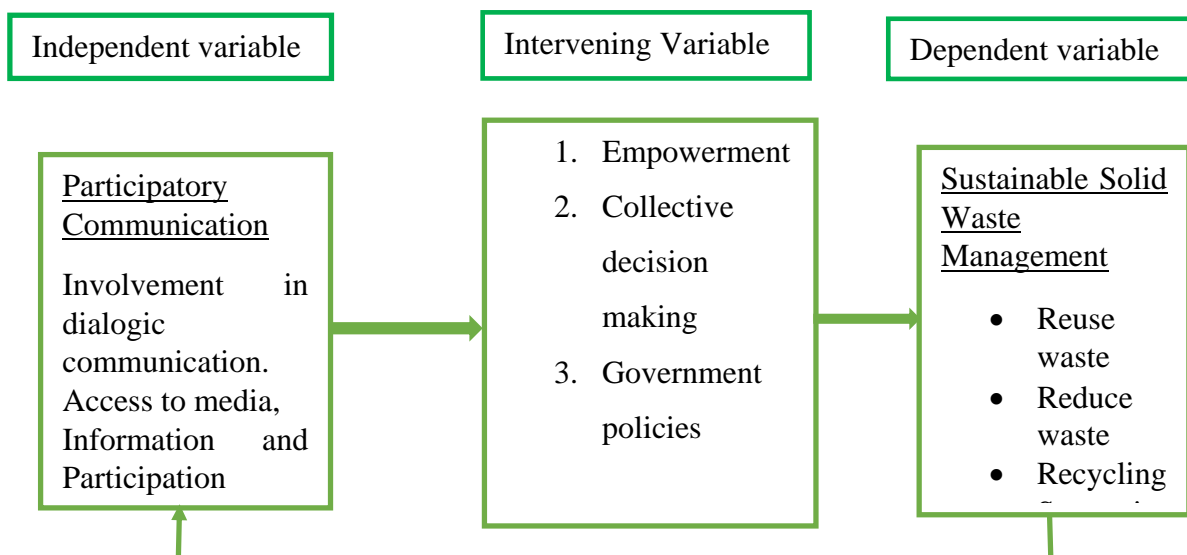 Independent variable
Intervening Variable
Dependent variable
Participatory
Communication
Involvement in
dialogic
communication.
Access to media,
Information and
Participation
1. Empowerment
2. Collective
decision
making
3. Government
policies
Sustainable Solid
Waste
Management
• Reuse
waste
• Reduce
waste
• Recycling